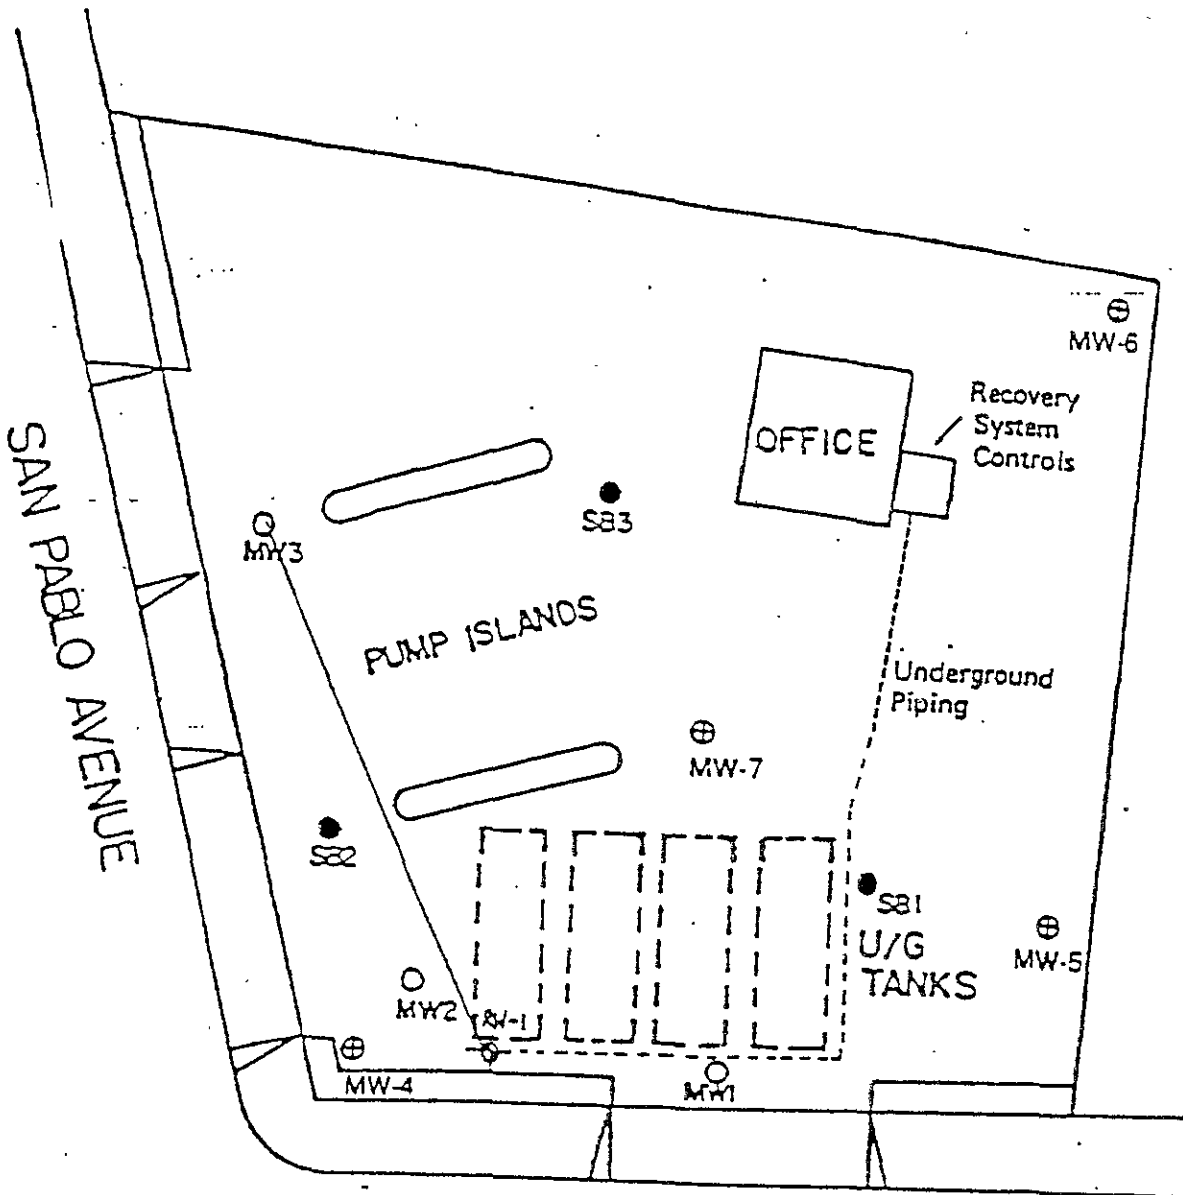 MW-6
Recovery
System
Controls
OFFICE
SB3
MW3
SAN PABLO AVENUE
PUMP ISLANDS
Underground
Piping
MW-7
SB2
SB1
U/G
TANKS
MW-5
MW2
RW-1
MW-4
MW1